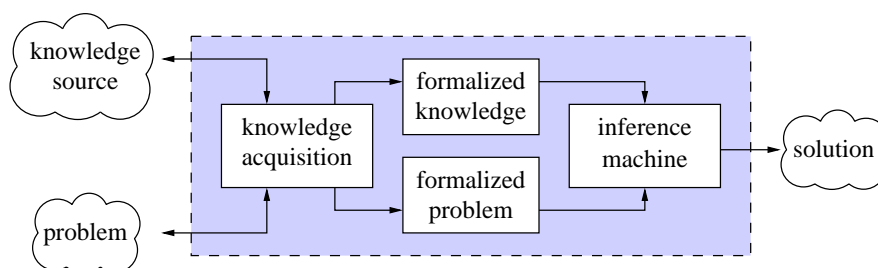 knowledge
source
formalized
knowledge
knowledge
acquisition
inference
machine
solution
formalized
problem
problem